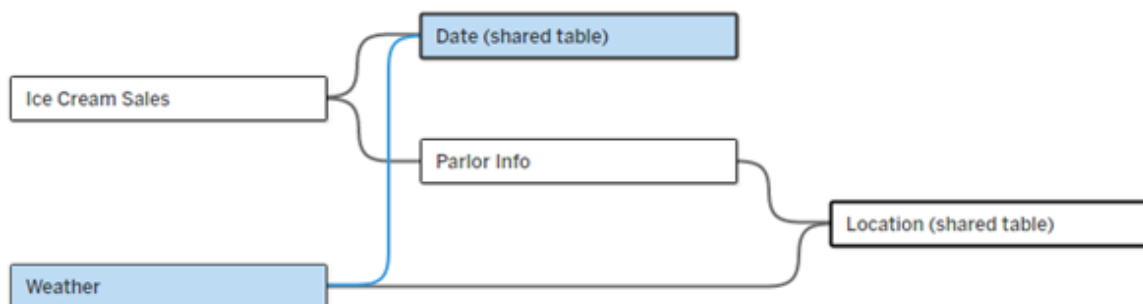 Date (shared table)
Ice Cream Sales
Parlor Info
Location (shared table)
Weather